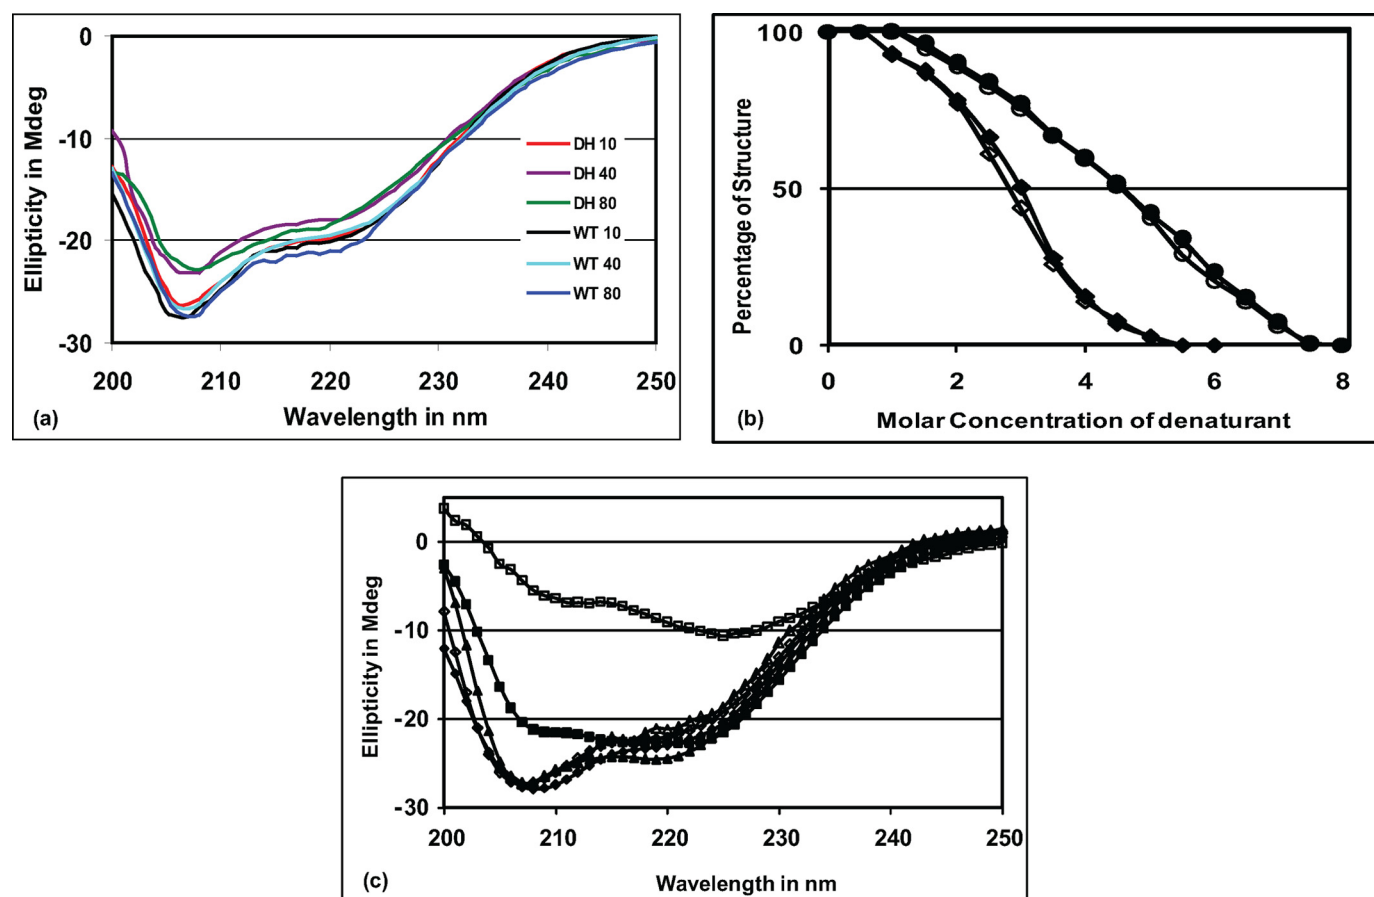 0
-10
-20
-30
Ellipticity in Mdeg
DH 10
DH 40
DH 80
WT 10
WT 40
WT 80
200 210 220 230 240 250
Wavelength in nm
(a)
100
50
0
Percentage of Structure
0 2 4 6 8
Molar Concentration of denaturant
(b)
0
-10
-20
-30
Ellipticity in Mdeg
200 210 220 230 240 250
Wavelength in nm
(c)